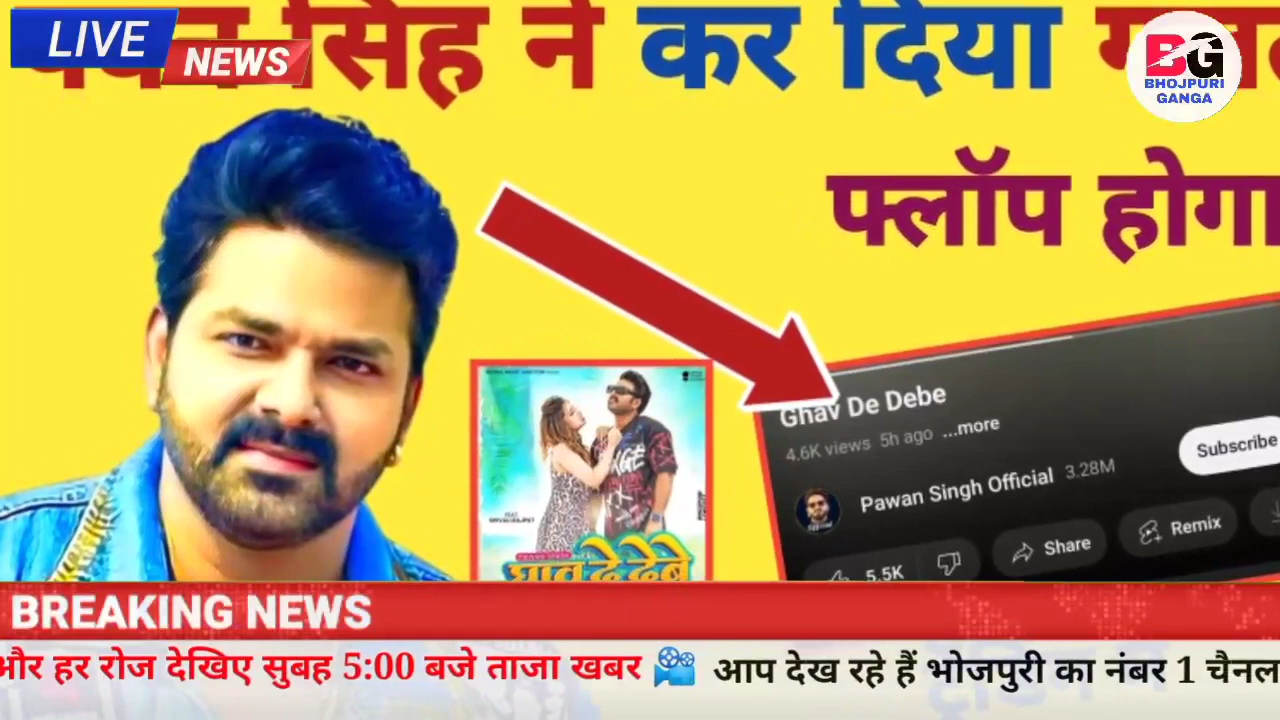 LIVE
NEWS
सिंह ने कर दिया
BG
BHOJPURI
GANGA
फ्लॉप होगा
Ghav De Debe
4.6K views 5h ago ...more
Subscribe
Pawan Singh Official 3.28M
5.5K
Share
Remix
घाव दे देबे
BREAKING NEWS
और हर रोज देखिए सुबह 5:00 बजे ताजा खबर 🎥 आप देख रहे हैं भोजपुरी का नंबर 1 चैनल